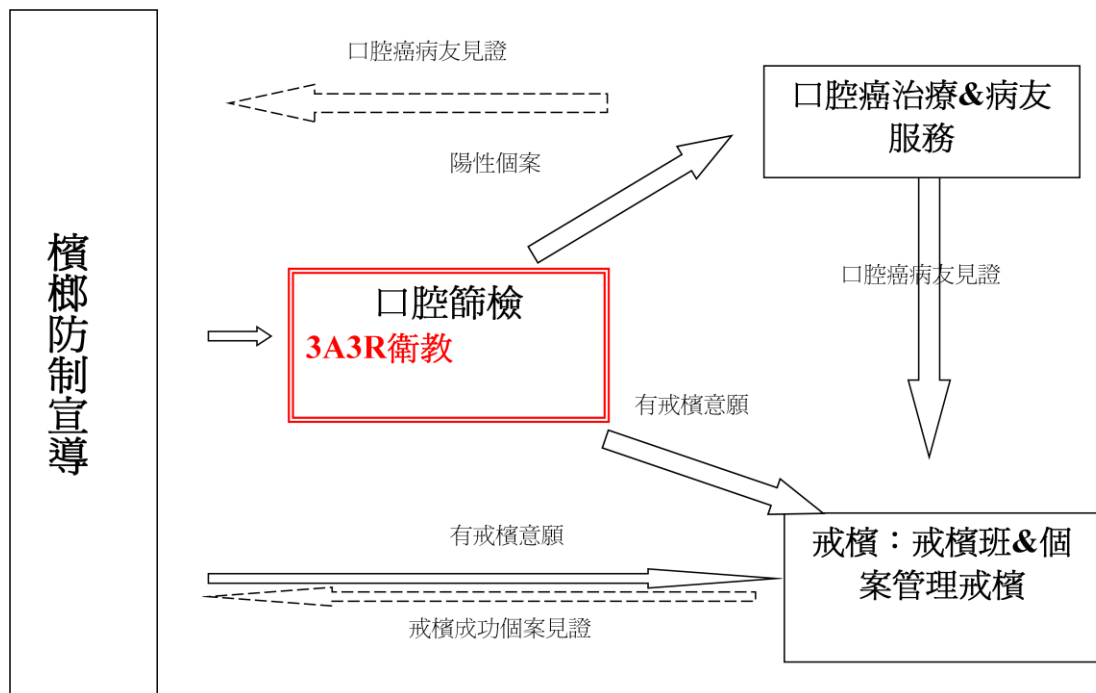 檳榔防制宣導
口腔癌病友見證
口腔癌治療&病友
服務
陽性個案
口腔篩檢
3A3R衛教
口腔癌病友見證
有戒檳意願
有戒檳意願
戒檳：戒檳班&個
案管理戒檳
戒檳成功個案見證